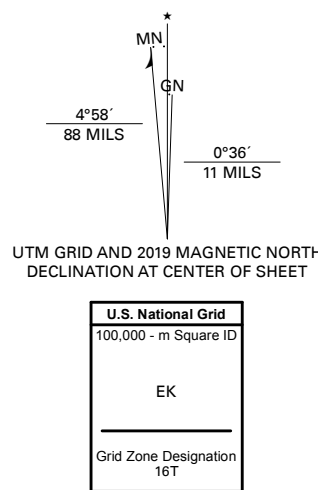 ★
M.N.
GN
4°58´
88 MILS
0°36´
11 MILS
UTM GRID AND 2019 MAGNETIC NORTH
DECLINATION AT CENTER OF SHEET
U.S. National Grid
100,000 - m Square ID
EK
Grid Zone Designation
16T